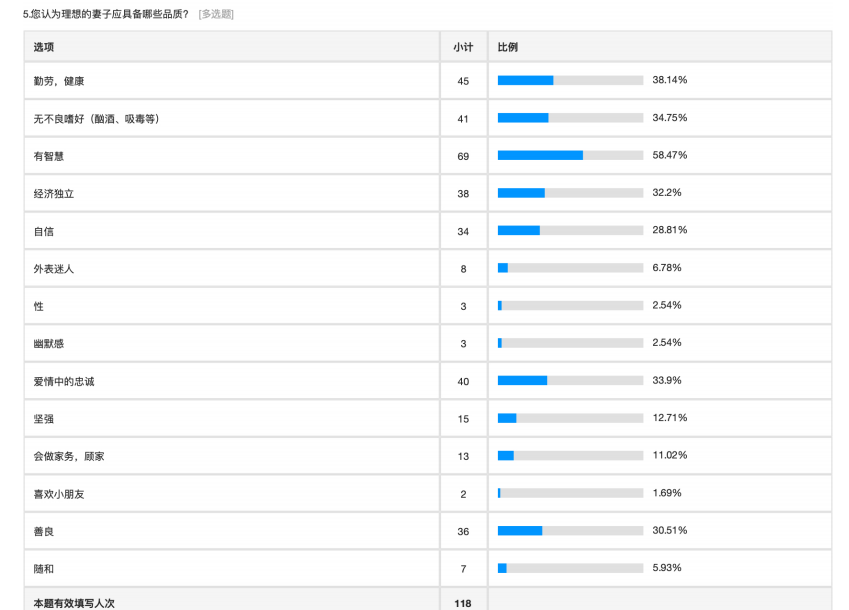 5.您认为理想的妻子应具备哪些品质? [多选题]
选项 小计 比例
勤劳，健康 45 38.14%
无不良嗜好（酗酒、吸毒等） 41 34.75%
有智慧 69 58.47%
经济独立 38 32.2%
自信 34 28.81%
外表迷人 8 6.78%
性 3 2.54%
幽默感 3 2.54%
爱情中的忠诚 40 33.9%
坚强 15 12.71%
会做家务，顾家 13 11.02%
喜欢小朋友 2 1.69%
善良 36 30.51%
随和 7 5.93%
本题有效填写人次 118